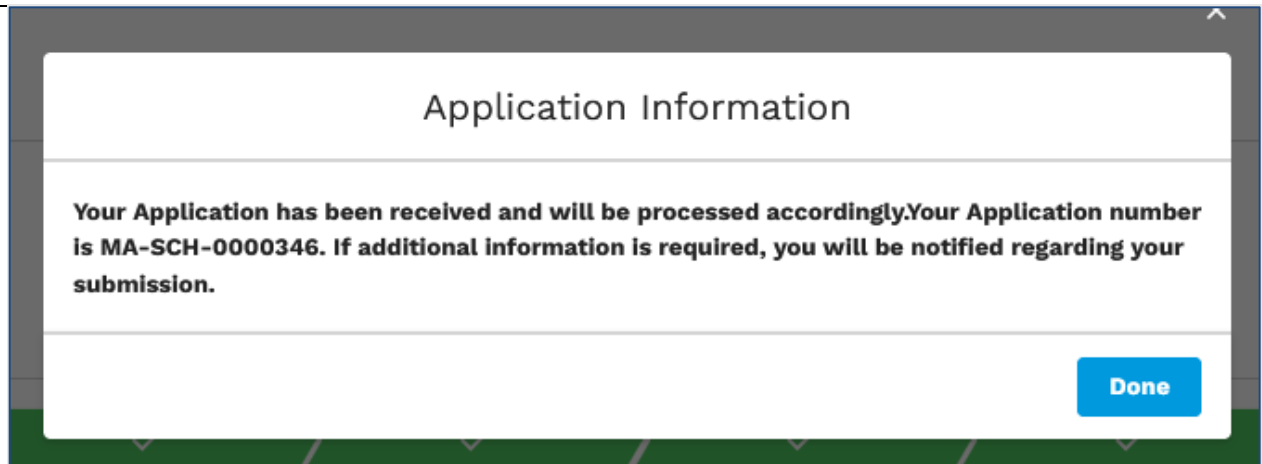 Application Information
Your Application has been received and will be processed accordingly.Your Application number
is MA-SCH-0000346. If additional information is required, you will be notified regarding your
submission.
Done